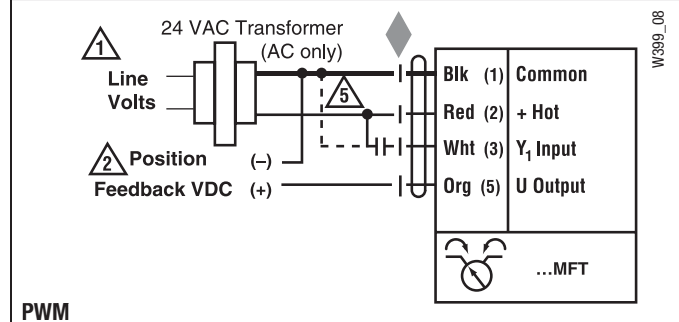 24 VAC Transformer
(AC only)
1
Line
Volts
5
2 Position (–)
Feedback VDC (+)
Blk (1) Common
Red (2) + Hot
Wht (3) Y₁ Input
Org (5) U Output
...MFT
W399_08
PWM